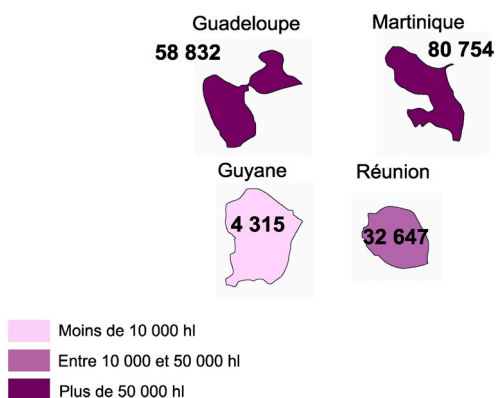 Guadeloupe
58 832
Martinique
80 754
Guyane
4 315
Réunion
32 647
Moins de 10 000 hl
Entre 10 000 et 50 000 hl
Plus de 50 000 hl